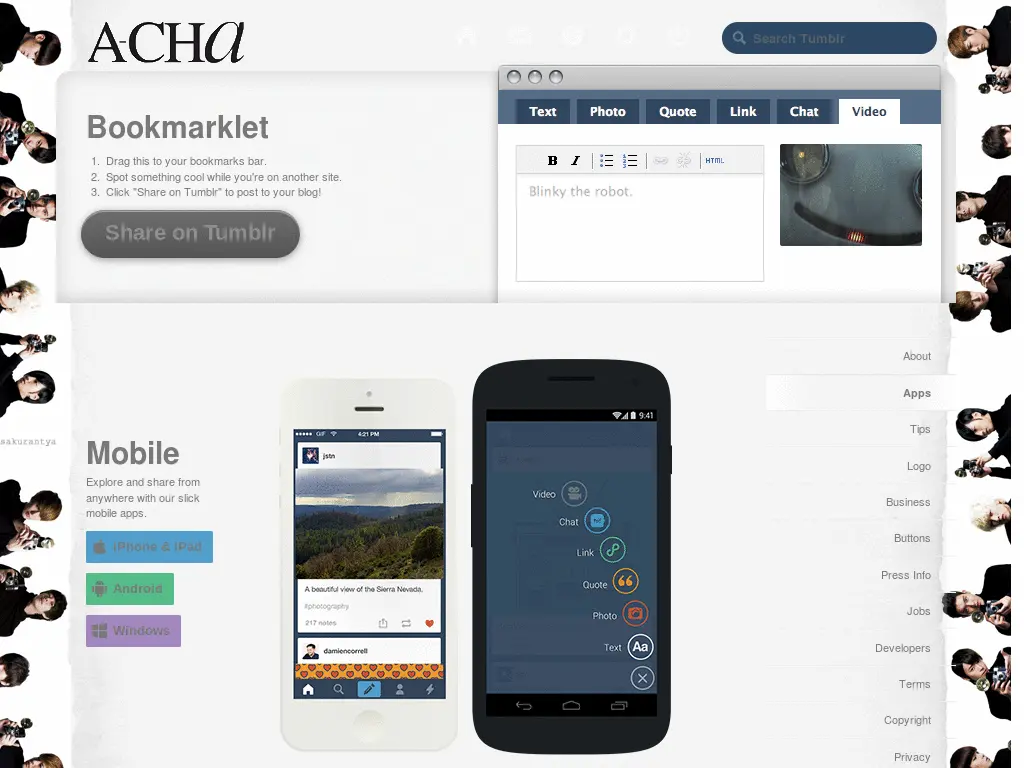 A-CHa
Search Tumblr
Bookmarklet
1. Drag this to your bookmarks bar.
2. Spot something cool while you're on another site.
3. Click "Share on Tumblr" to post to your blog!
Share on Tumblr
Text Photo Quote Link Chat Video
B I HTML
Blinky the robot.
sakurantya
Mobile
Explore and share from
anywhere with our slick
mobile apps.
iPhone & iPad
Android
Windows
GIF 4:21 PM
jstn
A beautiful view of the Sierra Nevada.
#photography
217 notes
damiencorrell
9:41
Video
Chat
Link
Quote
Photo
Text Aa
About
Apps
Tips
Logo
Business
Buttons
Press Info
Jobs
Developers
Terms
Copyright
Privacy